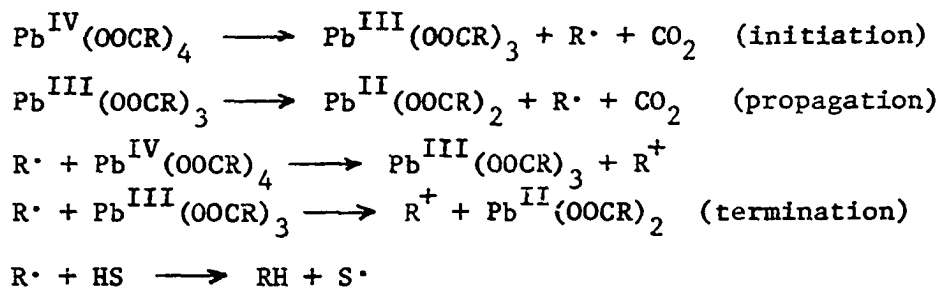 Pb^IV(OOCR)_4 ⟶ Pb^III(OOCR)_3 + R· + CO_2 (initiation)
Pb^III(OOCR)_3 ⟶ Pb^II(OOCR)_2 + R· + CO_2 (propagation)
R· + Pb^IV(OOCR)_4 ⟶ Pb^III(OOCR)_3 + R^+
R· + Pb^III(OOCR)_3 ⟶ R^+ + Pb^II(OOCR)_2 (termination)
R· + HS ⟶ RH + S·